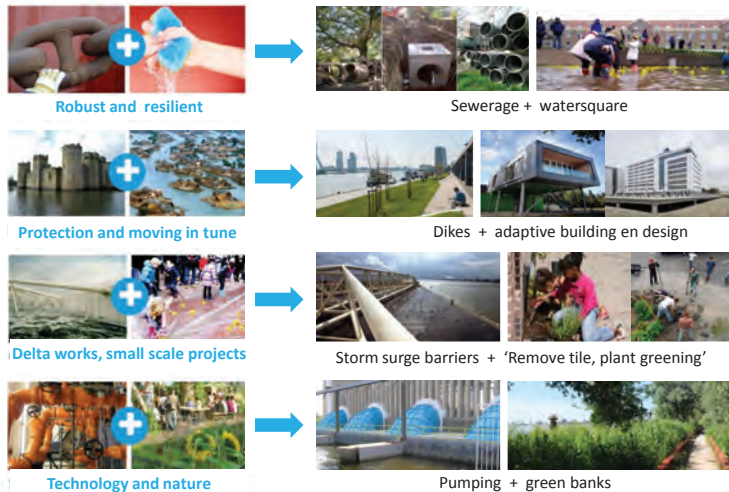 Robust and resilient
Sewerage + watersquare
Protection and moving in tune
Dikes + adaptive building en design
Delta works, small scale projects
Storm surge barriers + ‘Remove tile, plant greening’
Technology and nature
Pumping + green banks